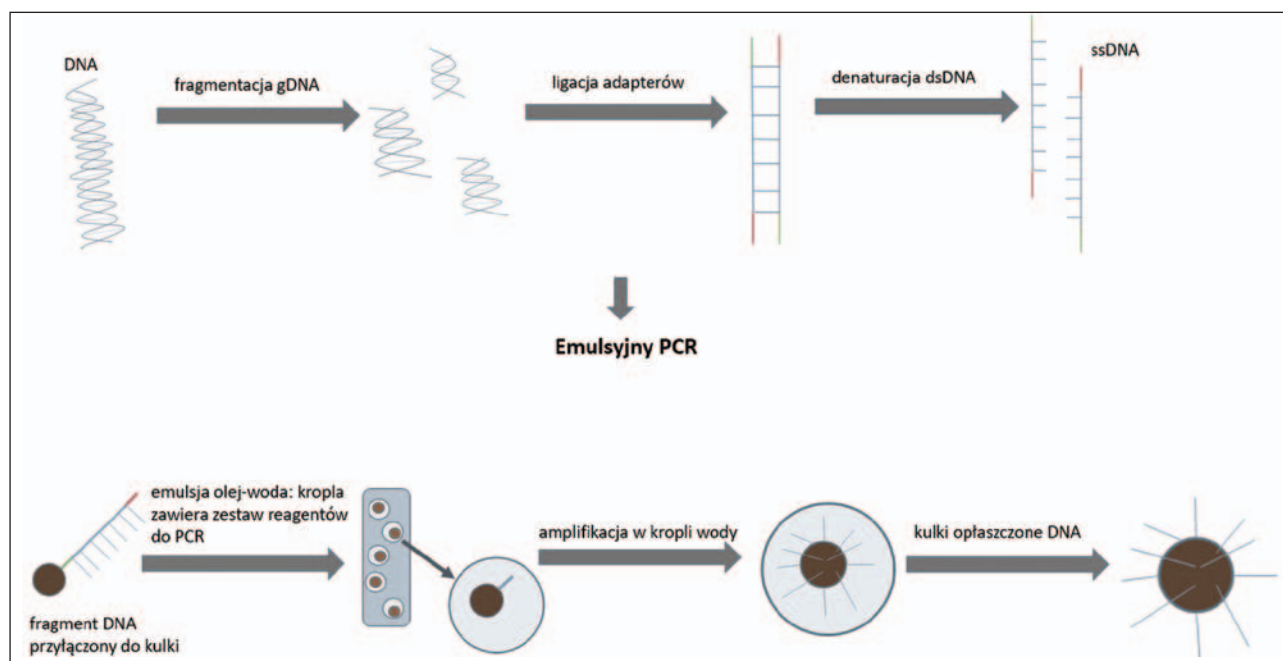 DNA
fragmentacja gDNA
ligacja adapterów
denaturacja dsDNA
ssDNA
Emulsyjny PCR
emulsja olej-woda: kropla
zawiera zestaw reagentów
do PCR
amplifikacja w kropli wody
kulki opłaszczone DNA
fragment DNA
przyłączony do kulki